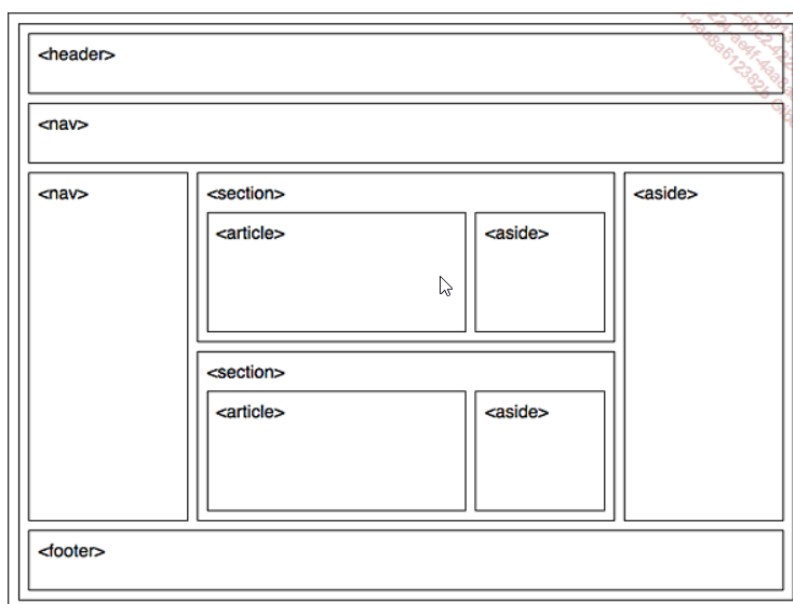 <header>
<nav>
<nav>
<section>
<aside>
<article>
<aside>
<section>
<article>
<aside>
<footer>